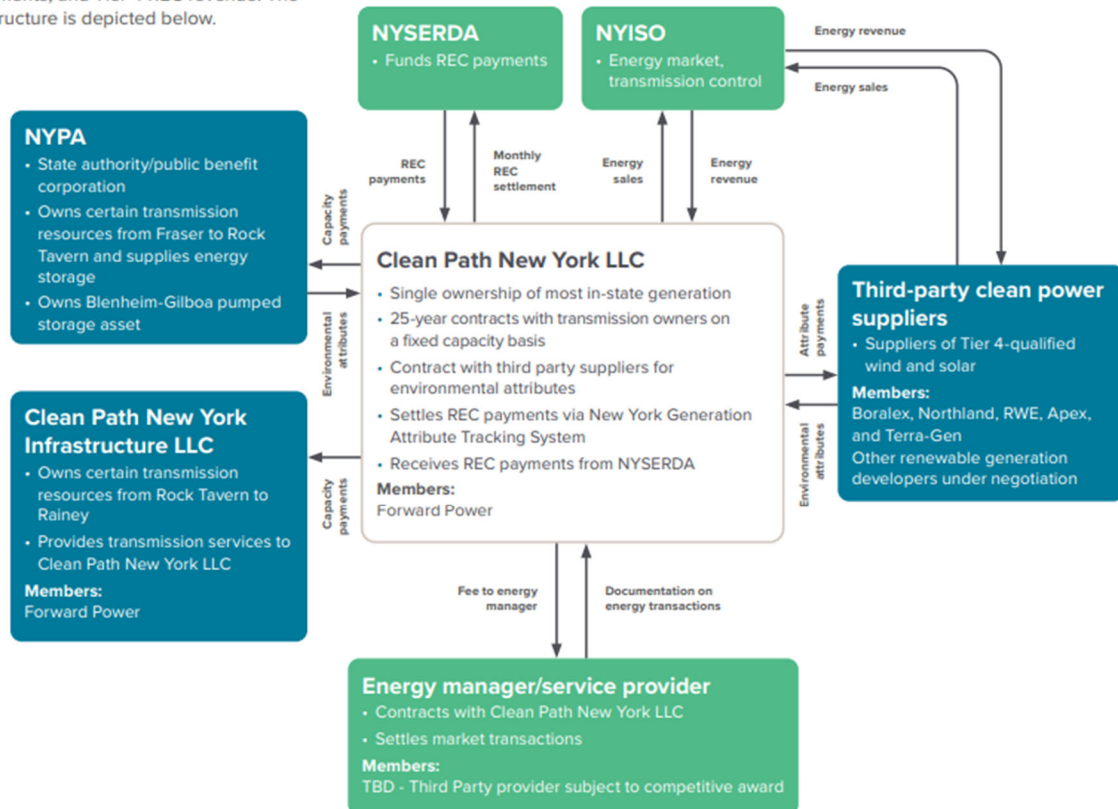 ructure is depicted below.
NYSERDA
• Funds REC payments
NYISO
• Energy market,
transmission control
Energy revenue
Energy sales
NYPA
• State authority/public benefit
corporation
• Owns certain transmission
resources from Fraser to Rock
Tavern and supplies energy
storage
• Owns Blenheim-Gilboa pumped
storage asset
REC
payments
Monthly
REC
settlement
Energy
sales
Energy
revenue
Capacity
payments
Environmental
attributes
Clean Path New York LLC
• Single ownership of most in-state generation
• 25-year contracts with transmission owners on
a fixed capacity basis
• Contract with third party suppliers for
environmental attributes
• Settles REC payments via New York Generation
Attribute Tracking System
• Receives REC payments from NYSERDA
Members:
Forward Power
Attribute
payments
Environmental
attributes
Third-party clean power
suppliers
• Suppliers of Tier 4-qualified
wind and solar
Members:
Boralex, Northland, RWE, Apex,
and Terra-Gen
Other renewable generation
developers under negotiation
Clean Path New York
Infrastructure LLC
• Owns certain transmission
resources from Rock Tavern to
Rainey
• Provides transmission services to
Clean Path New York LLC
Members:
Forward Power
Capacity
payments
Fee to energy
manager
Documentation on
energy transactions
Energy manager/service provider
• Contracts with Clean Path New York LLC
• Settles market transactions
Members:
TBD - Third Party provider subject to competitive award